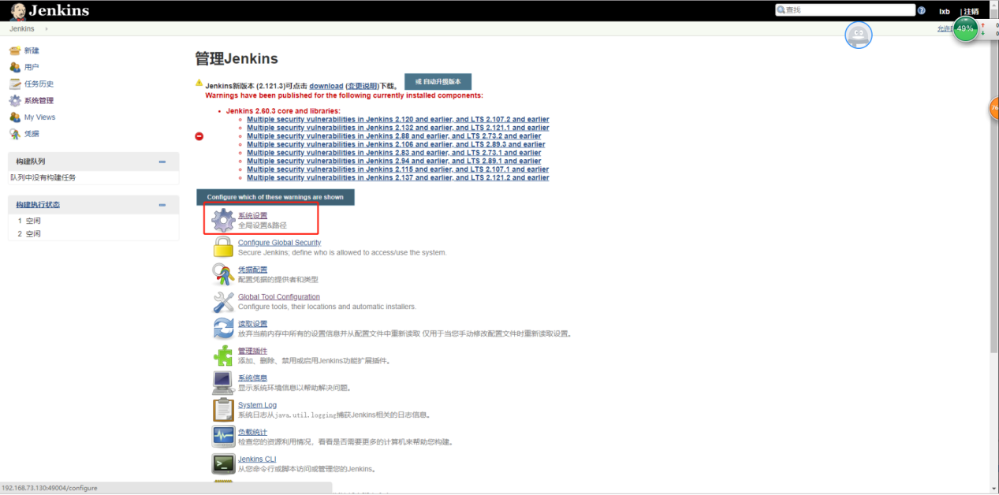 Jenkins
查找
lxb
| 注销
Jenkins
49%
新建
用户
任务历史
系统管理
My Views
凭据
构建队列
队列中没有构建任务
构建执行状态
1 空闲
2 空闲
管理Jenkins
Jenkins新版本 (2.121.3)可点击 download (变更说明)下载。
或 自动升级版本
Warnings have been published for the following currently installed components:
Jenkins 2.60.3 core and libraries:
Multiple security vulnerabilities in Jenkins 2.120 and earlier, and LTS 2.107.2 and earlier
Multiple security vulnerabilities in Jenkins 2.132 and earlier, and LTS 2.121.1 and earlier
Multiple security vulnerabilities in Jenkins 2.88 and earlier, and LTS 2.73.2 and earlier
Multiple security vulnerabilities in Jenkins 2.106 and earlier, and LTS 2.89.3 and earlier
Multiple security vulnerabilities in Jenkins 2.83 and earlier, and LTS 2.73.1 and earlier
Multiple security vulnerabilities in Jenkins 2.94 and earlier, and LTS 2.89.1 and earlier
Multiple security vulnerabilities in Jenkins 2.115 and earlier, and LTS 2.107.1 and earlier
Multiple security vulnerabilities in Jenkins 2.137 and earlier, and LTS 2.121.2 and earlier
Configure which of these warnings are shown
系统设置
全局设置&路径
Configure Global Security
Secure Jenkins; define who is allowed to access/use the system.
凭据配置
配置凭据的提供者和类型
Global Tool Configuration
Configure tools, their locations and automatic installers.
读取设置
放弃当前内存中所有的设置信息并从配置文件中重新读取 仅用于当您手动修改配置文件时重新读取设置。
管理插件
添加、删除、禁用或启用Jenkins功能扩展插件。
系统信息
显示系统环境信息以帮助解决问题。
System Log
系统日志从java.util.logging捕获Jenkins相关的日志信息。
负载统计
检查您的资源利用情况，看看是否需要更多的计算机来帮助您构建。
Jenkins CLI
从您命令行或脚本访问或管理您的Jenkins。
192.168.73.130:49004/configure